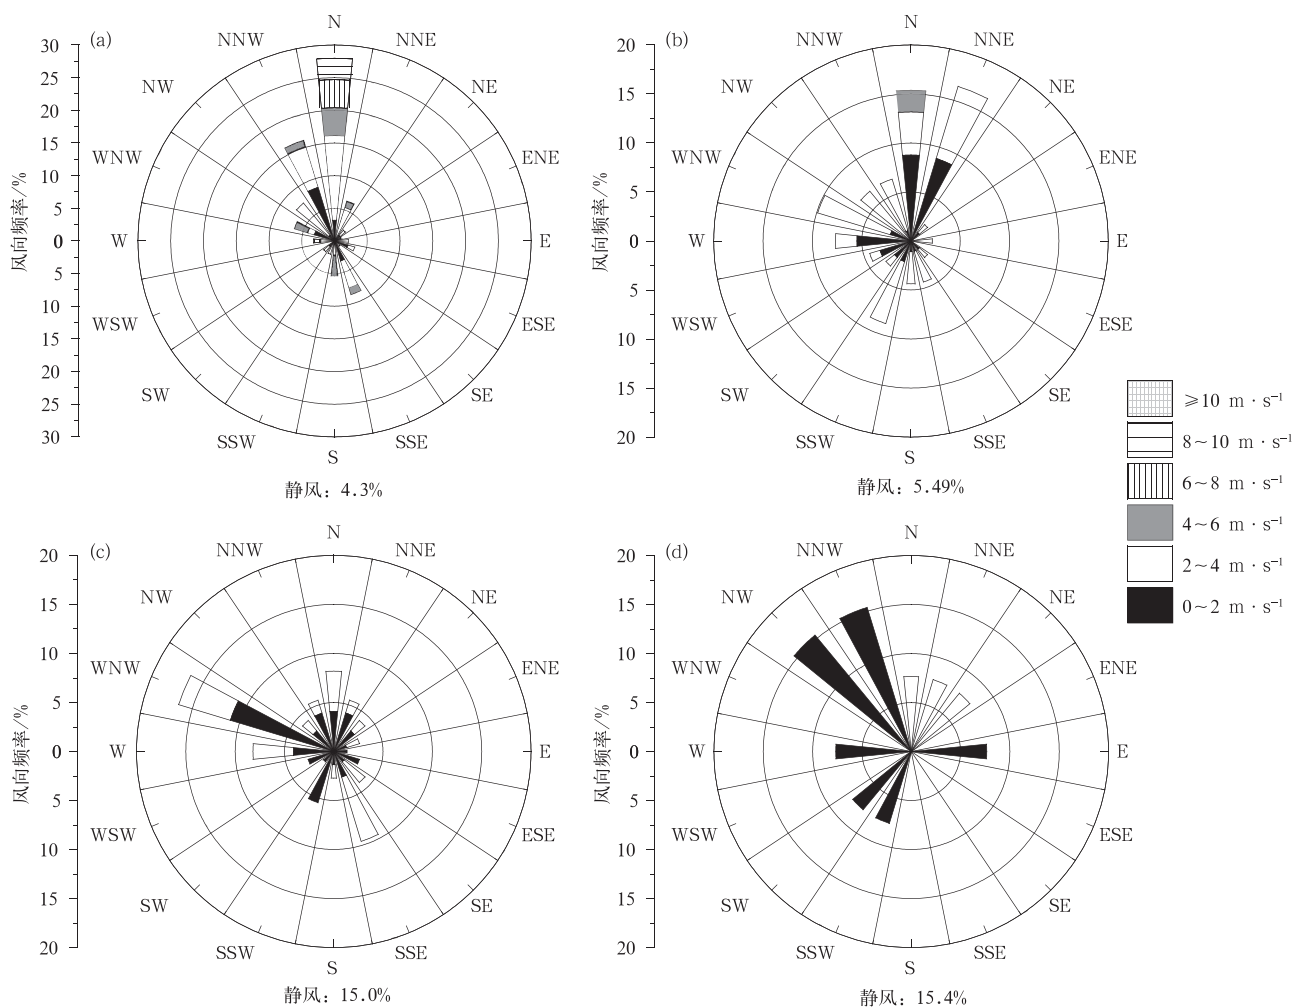 (a)
N
NNE
NE
ENE
E
ESE
SE
SSE
S
SSW
SW
WSW
W
WNW
NW
NNW
30
25
20
15
10
5
0
5
10
15
20
25
30
风向频率/%
静风：4.3%
(b)
N
NNE
NE
ENE
E
ESE
SE
SSE
S
SSW
SW
WSW
W
WNW
NW
NNW
20
15
10
5
0
5
10
15
20
风向频率/%
静风：5.49%
(c)
N
NNE
NE
ENE
E
ESE
SE
SSE
S
SSW
SW
WSW
W
WNW
NW
NNW
20
15
10
5
0
5
10
15
20
风向频率/%
静风：15.0%
(d)
N
NNE
NE
ENE
E
ESE
SE
SSE
S
SSW
SW
WSW
W
WNW
NW
NNW
20
15
10
5
0
5
10
15
20
风向频率/%
静风：15.4%
⩾10 m·s⁻¹
8~10 m·s⁻¹
6~8 m·s⁻¹
4~6 m·s⁻¹
2~4 m·s⁻¹
0~2 m·s⁻¹